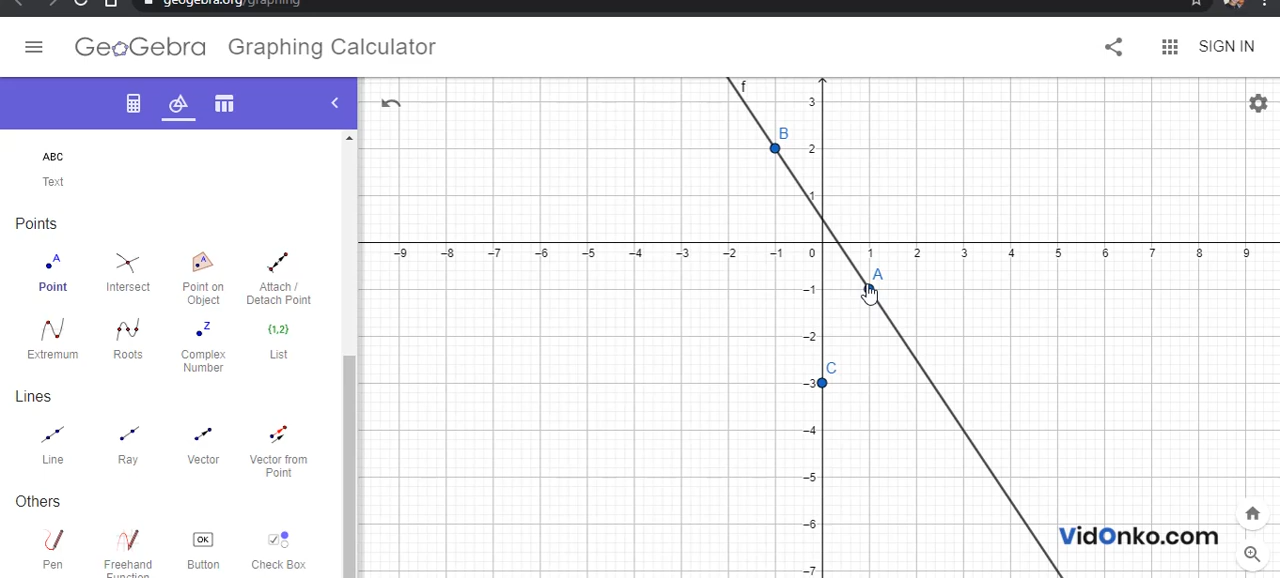 geogebra.org/graphing
GeoGebra Graphing Calculator
SIGN IN
ABC
Text
Points
A
Point
Intersect
A
Point on
Object
Attach /
Detach Point
Extremum
Roots
Z
Complex
Number
{1,2}
List
Lines
Line
Ray
Vector
Vector from
Point
Others
Pen
Freehand
Function
OK
Button
Check Box
f
3
B
2
1
–9 –8 –7 –6 –5 –4 –3 –2 –1 0 1 2 3 4 5 6 7 8 9
A
–1
–2
C
–3
–4
–5
–6
–7
VidOnko.com